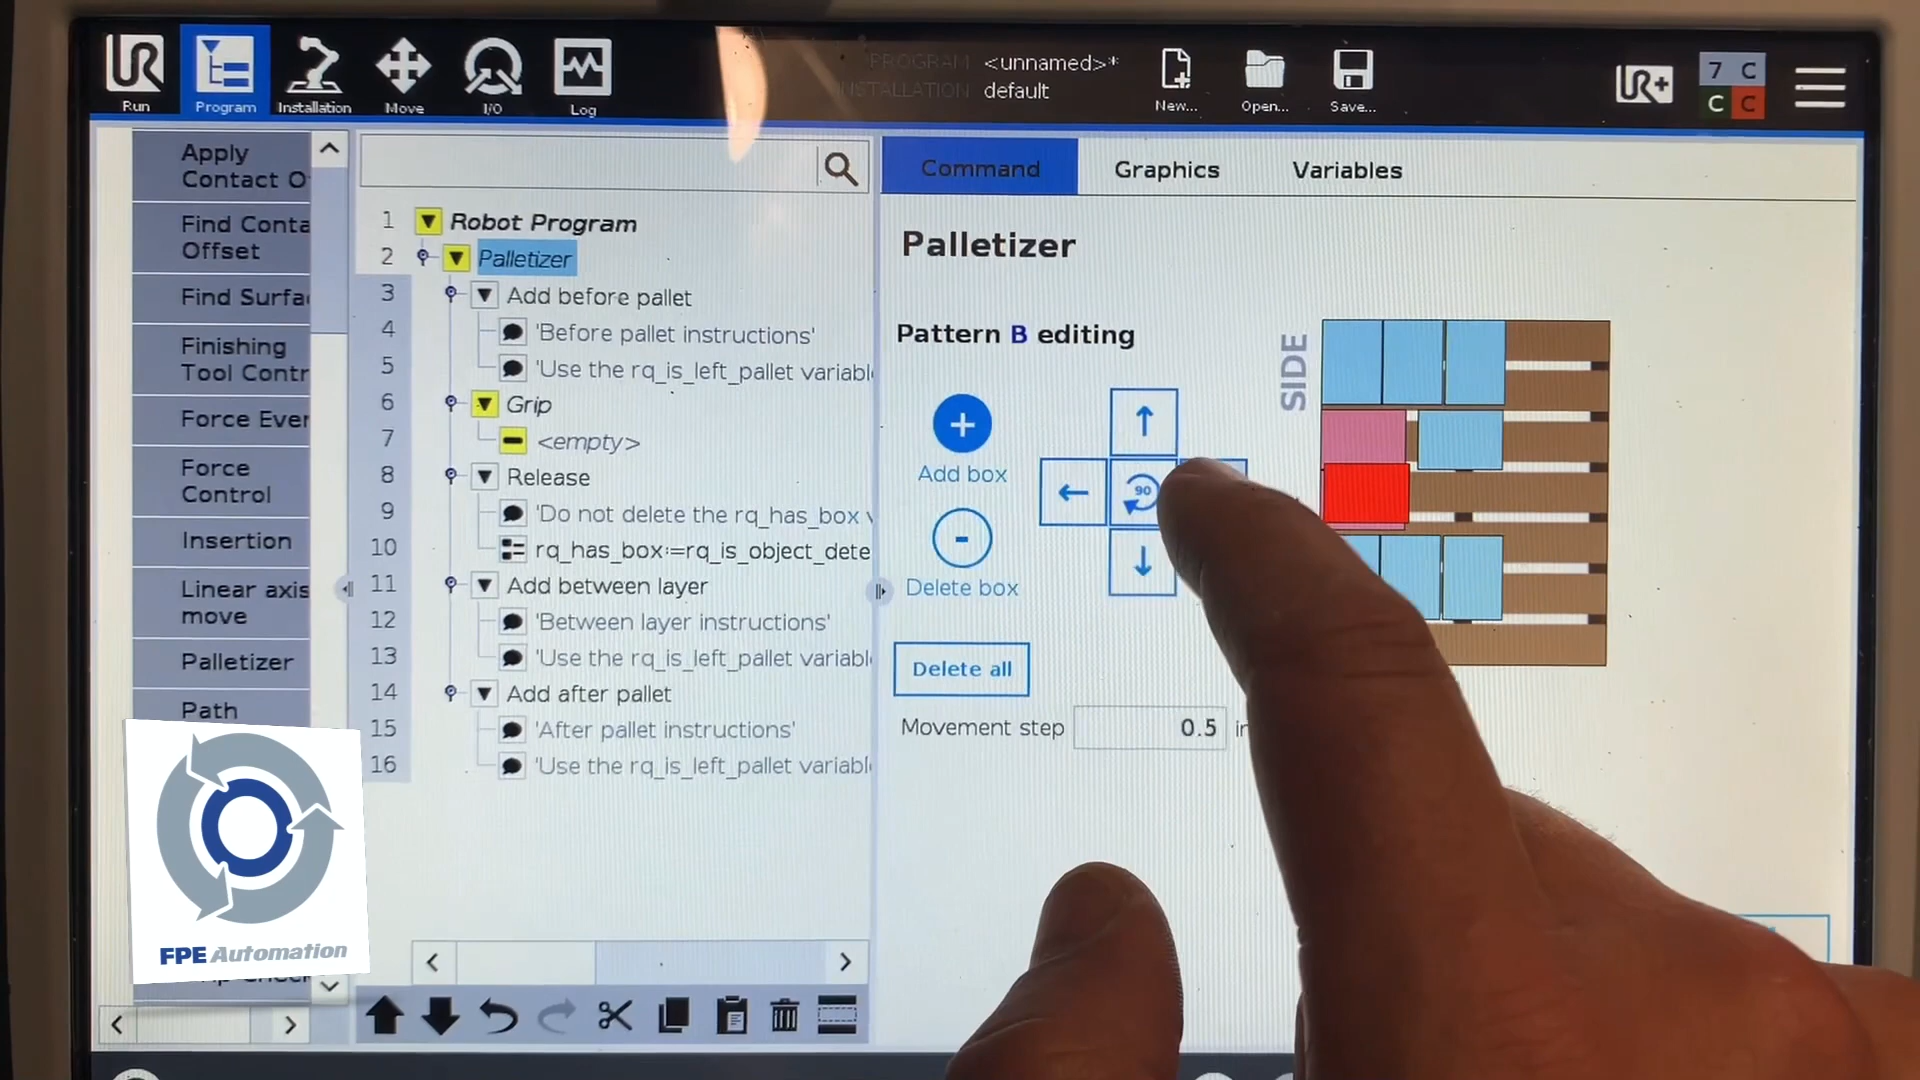 Run
Program
Installation
Move
I/O
Log
PROGRAM <unnamed>*
INSTALLATION default
New...
Open...
Save...
UR+
7 C
C C
Apply
Contact O
Find Conta
Offset
Find Surfa
Finishing
Tool Contr
Force Ever
Force
Control
Insertion
Linear axis
move
Palletizer
Path
1 Robot Program
2 Palletizer
3 Add before pallet
4 'Before pallet instructions'
5 'Use the rq_is_left_pallet variabl
6 Grip
7 <empty>
8 Release
9 'Do not delete the rq_has_box v
10 rq_has_box:=rq_is_object_dete
11 Add between layer
12 'Between layer instructions'
13 'Use the rq_is_left_pallet variabl
14 Add after pallet
15 'After pallet instructions'
16 'Use the rq_is_left_pallet variabl
Command
Graphics
Variables
Palletizer
Pattern B editing
SIDE
Add box
90
Delete box
Delete all
Movement step 0.5
FPE Automation